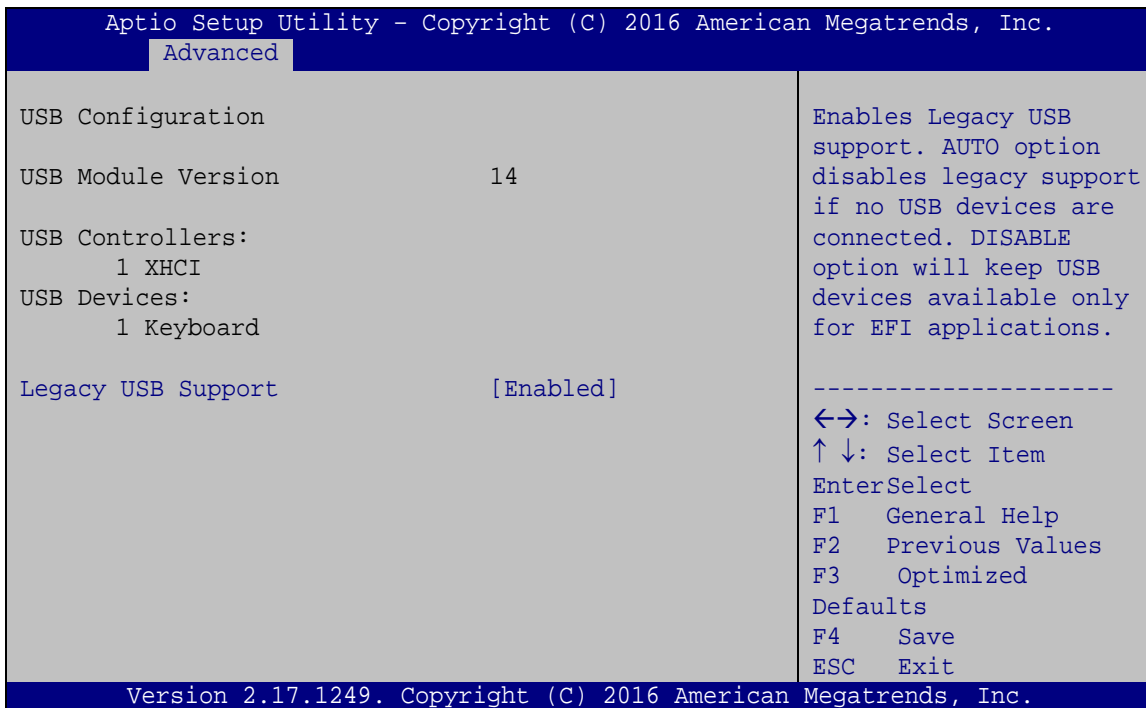 Aptio Setup Utility – Copyright (C) 2016 American Megatrends, Inc.
Advanced
USB Configuration
USB Module Version 14
USB Controllers:
1 XHCI
USB Devices:
1 Keyboard
Legacy USB Support [Enabled]
Enables Legacy USB
support. AUTO option
disables legacy support
if no USB devices are
connected. DISABLE
option will keep USB
devices available only
for EFI applications.
---------------------
←→: Select Screen
↑ ↓: Select Item
EnterSelect
F1 General Help
F2 Previous Values
F3 Optimized
Defaults
F4 Save
ESC Exit
Version 2.17.1249. Copyright (C) 2016 American Megatrends, Inc.